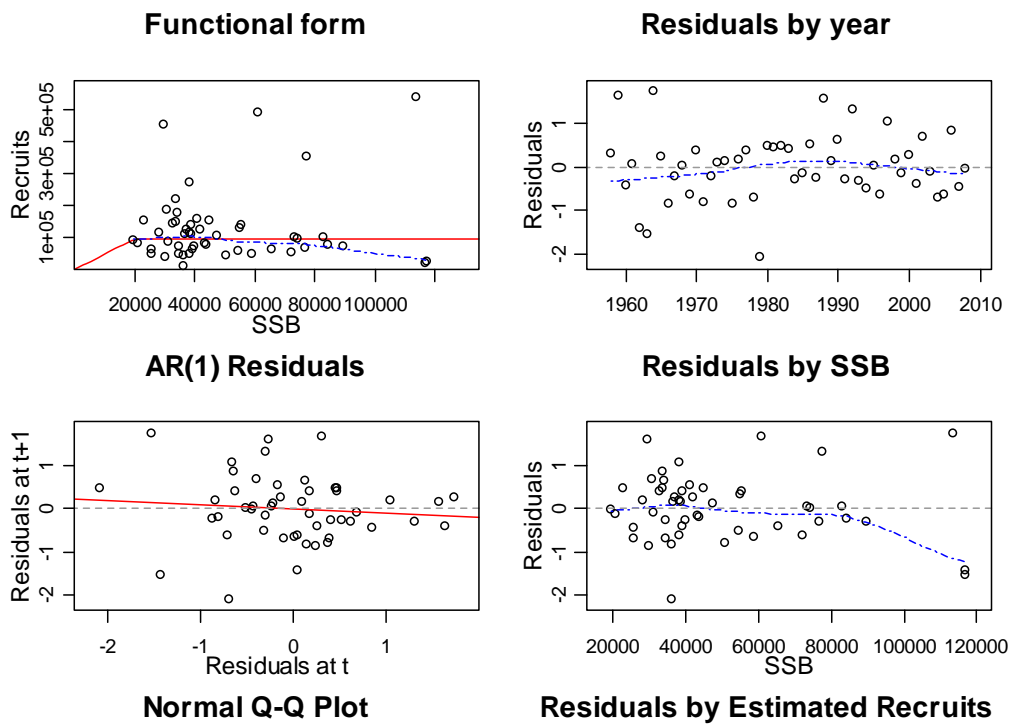 Functional form
Residuals by year
Recruits
1e+05 3e+05 5e+05
20000 40000 60000 80000 100000
SSB
Residuals
-2 -1 0 1
1960 1970 1980 1990 2000 2010
AR(1) Residuals
Residuals by SSB
Residuals at t+1
-2 -1 0 1
-2 -1 0 1
Residuals at t
Residuals
-2 -1 0 1
20000 40000 60000 80000 100000 120000
SSB
Normal Q-Q Plot
Residuals by Estimated Recruits